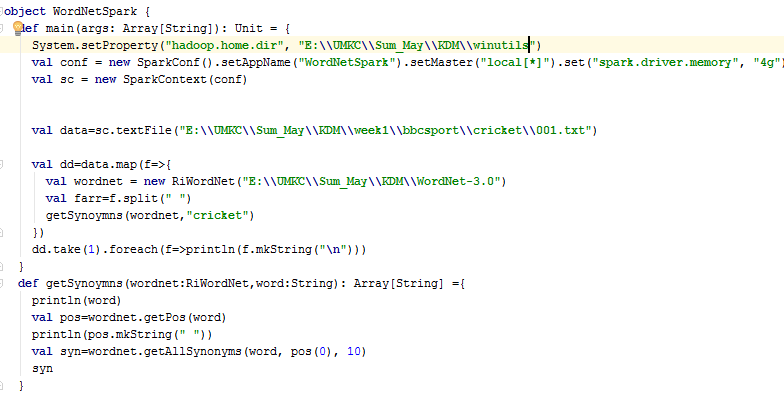 object WordNetSpark {
def main(args: Array[String]): Unit = {
System.setProperty("hadoop.home.dir", "E:\\UMKC\\Sum_May\\KDM\\winutils")
val conf = new SparkConf().setAppName("WordNetSpark").setMaster("local[*]").set("spark.driver.memory", "4g")
val sc = new SparkContext(conf)
val data=sc.textFile("E:\\UMKC\\Sum_May\\KDM\\week1\\bbcsport\\cricket\\001.txt")
val dd=data.map(f=>{
val wordnet = new RiWordNet("E:\\UMKC\\Sum_May\\KDM\\WordNet-3.0")
val farr=f.split(" ")
getSynoymns(wordnet,"cricket")
})
dd.take(1).foreach(f=>println(f.mkString("\n")))
}
def getSynoymns(wordnet:RiWordNet,word:String): Array[String] ={
println(word)
val pos=wordnet.getPos(word)
println(pos.mkString(" "))
val syn=wordnet.getAllSynonyms(word, pos(0), 10)
syn
}